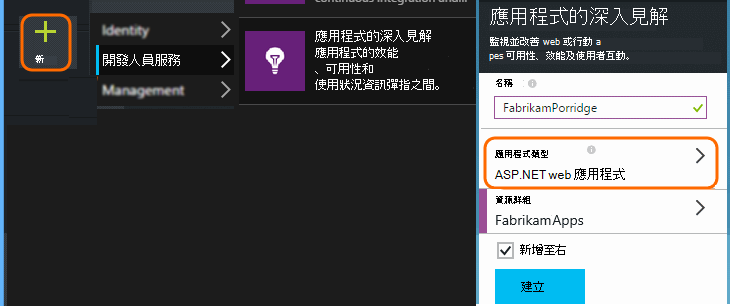 新
Identity
開發人員服務
Management
continuous integration and...
應用程式的深入見解
應用程式的效能
、可用性和
使用狀況資訊彈指之間。
應用程式的深入見解
監視並改善 web 或行動 a
pes 可用性、效能及使用者互動。
名稱
FabrikamPorridge
應用程式類型
ASP.NET web 應用程式
資源群組
FabrikamApps
新增至右
建立